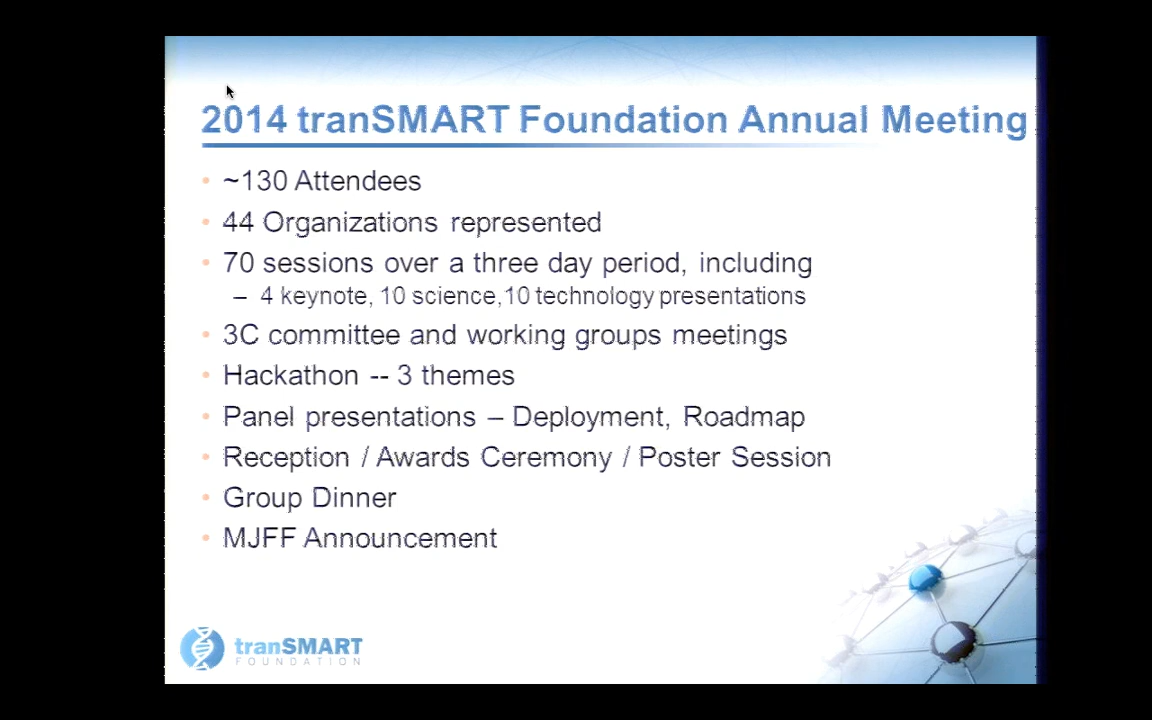 2014 tranSMART Foundation Annual Meeting
• ~130 Attendees
• 44 Organizations represented
• 70 sessions over a three day period, including
– 4 keynote, 10 science,10 technology presentations
• 3C committee and working groups meetings
• Hackathon -- 3 themes
• Panel presentations – Deployment, Roadmap
• Reception / Awards Ceremony / Poster Session
• Group Dinner
• MJFF Announcement
tranSMART
FOUNDATION